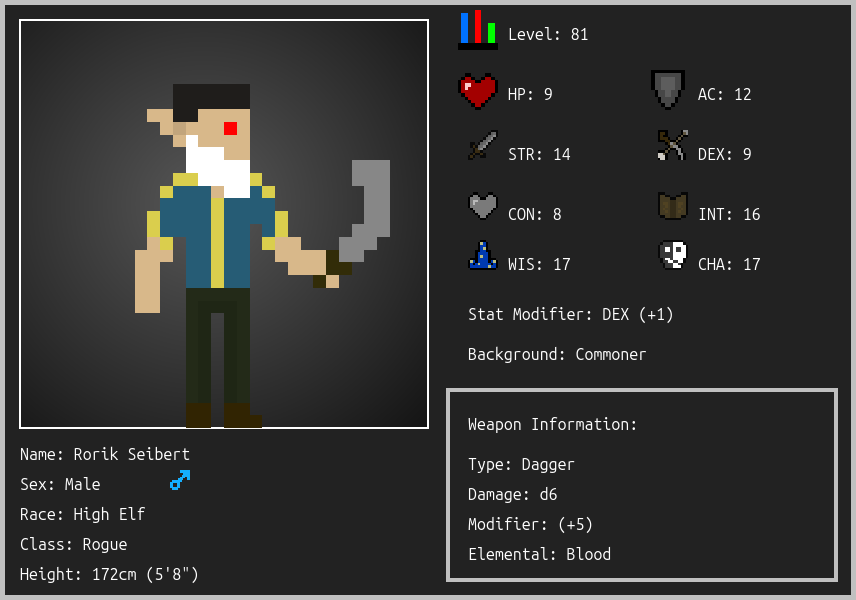 Level: 81
HP: 9
AC: 12
STR: 14
DEX: 9
CON: 8
INT: 16
WIS: 17
CHA: 17
Stat Modifier: DEX (+1)
Background: Commoner
Weapon Information:
Type: Dagger
Damage: d6
Modifier: (+5)
Elemental: Blood
Name: Rorik Seibert
Sex: Male
Race: High Elf
Class: Rogue
Height: 172cm (5'8")